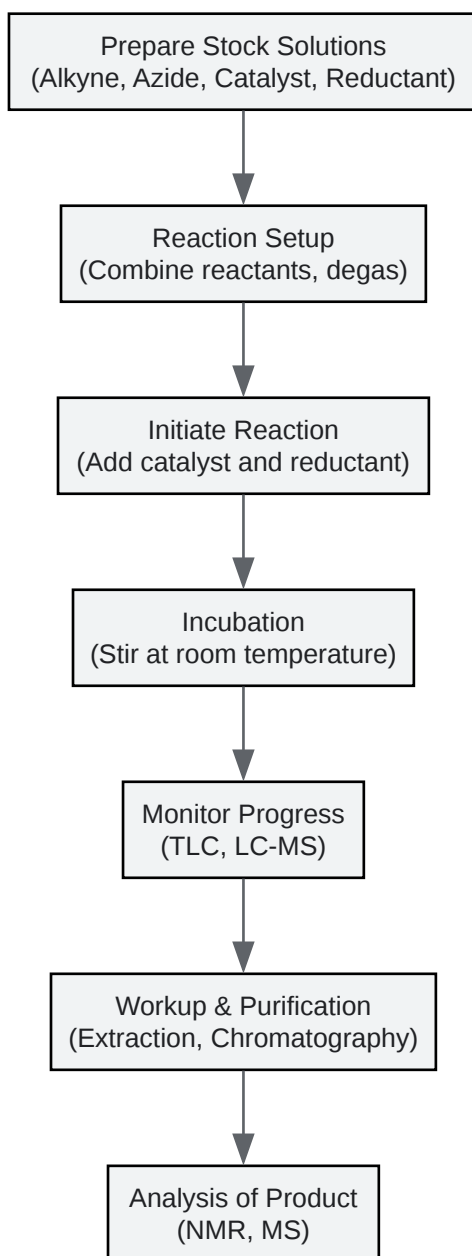 Prepare Stock Solutions
(Alkyne, Azide, Catalyst, Reductant)
Reaction Setup
(Combine reactants, degas)
Initiate Reaction
(Add catalyst and reductant)
Incubation
(Stir at room temperature)
Monitor Progress
(TLC, LC-MS)
Workup & Purification
(Extraction, Chromatography)
Analysis of Product
(NMR, MS)